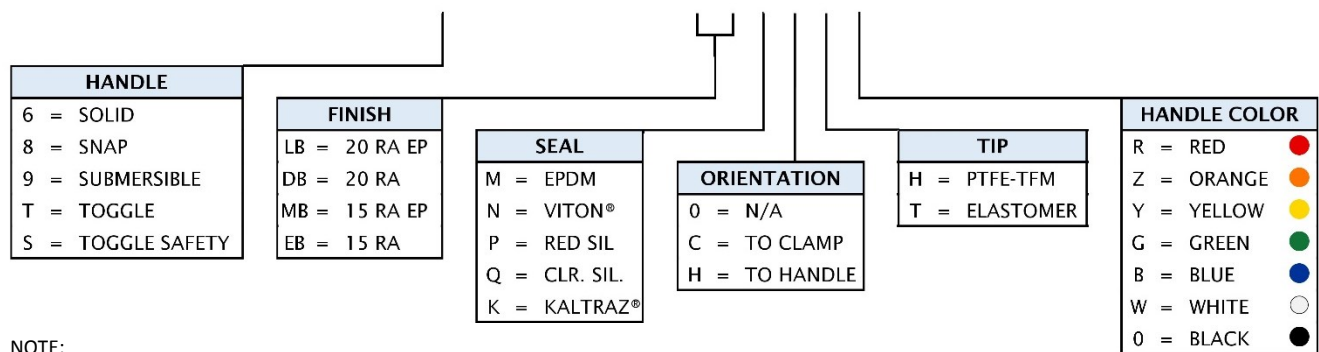 HANDLE
6 = SOLID
8 = SNAP
9 = SUBMERSIBLE
T = TOGGLE
S = TOGGLE SAFETY
FINISH
LB = 20 RA EP
DB = 20 RA
MB = 15 RA EP
EB = 15 RA
SEAL
M = EPDM
N = VITON®
P = RED SIL
Q = CLR. SIL.
K = KALTRAZ®
ORIENTATION
0 = N/A
C = TO CLAMP
H = TO HANDLE
TIP
H = PTFE-TFM
T = ELASTOMER
HANDLE COLOR
R = RED
Z = ORANGE
Y = YELLOW
G = GREEN
B = BLUE
W = WHITE
0 = BLACK
NOTE: